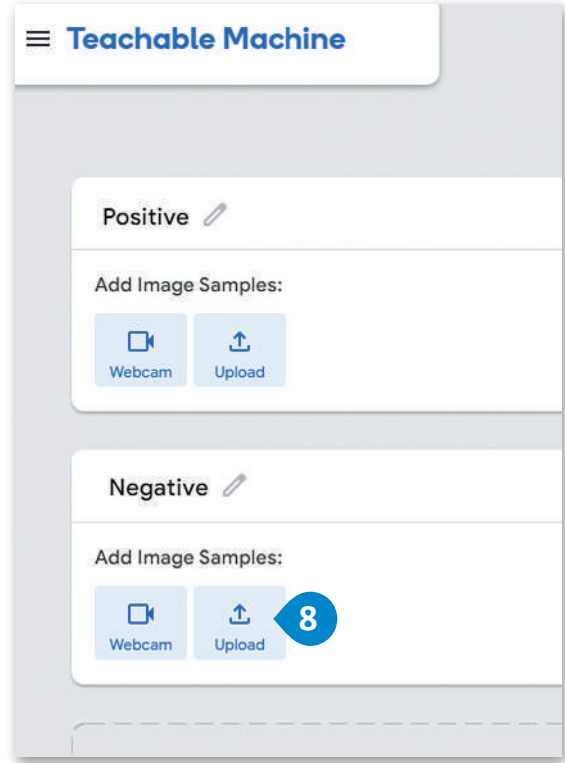 Teachable Machine
Positive
Add Image Samples:
Webcam Upload
Negative
Add Image Samples:
Webcam Upload 8